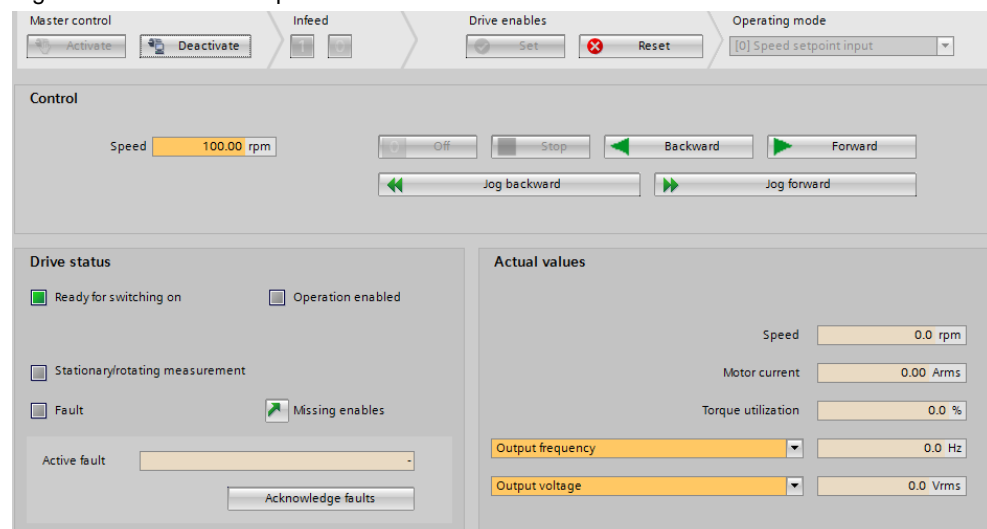 Master control
Infeed
Drive enables
Operating mode
Activate
Deactivate
1
0
Set
Reset
[0] Speed setpoint input
Control
Speed 100.00 rpm
0 Off
Stop
Backward
Forward
Jog backward
Jog forward
Drive status
Ready for switching on
Operation enabled
Stationary/rotating measurement
Fault
Missing enables
Active fault -
Acknowledge faults
Actual values
Speed 0.0 rpm
Motor current 0.00 Arms
Torque utilization 0.0 %
Output frequency 0.0 Hz
Output voltage 0.0 Vrms